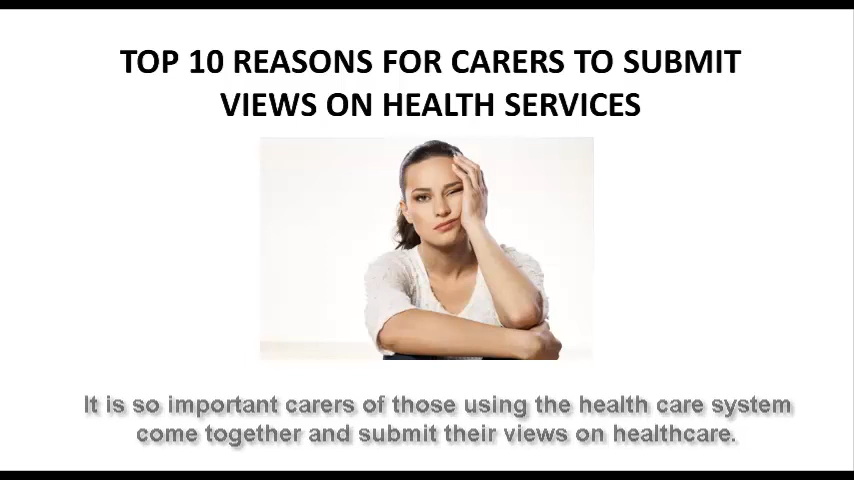 TOP 10 REASONS FOR CARERS TO SUBMIT
VIEWS ON HEALTH SERVICES
It is so important carers of those using the health care system
come together and submit their views on healthcare.